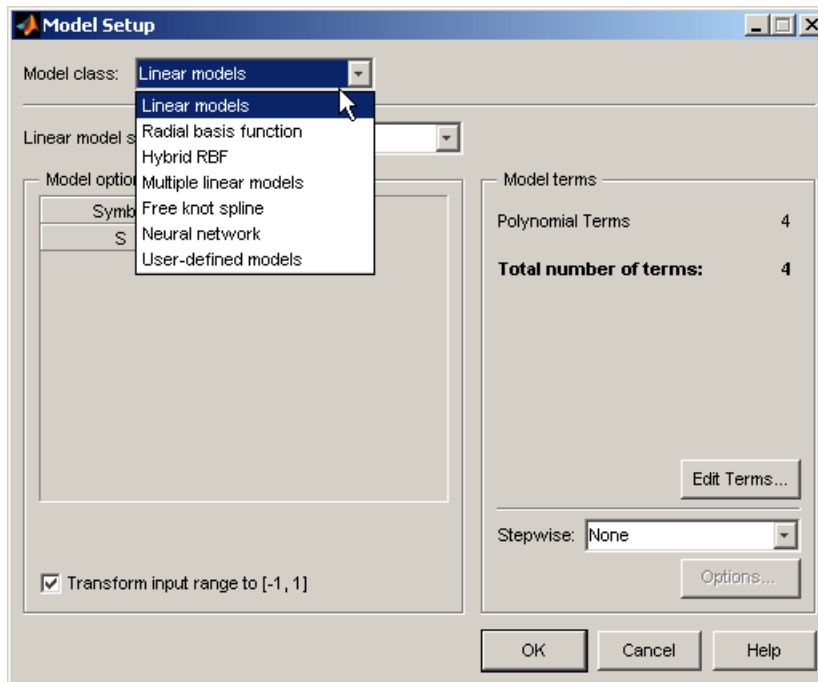 Model Setup
Model class: Linear models
Linear models
Radial basis function
Hybrid RBF
Multiple linear models
Free knot spline
Neural network
User-defined models
Linear model s
Model optio
Symb
S
Transform input range to [-1, 1]
Model terms
Polynomial Terms 4
Total number of terms: 4
Edit Terms...
Stepwise: None
Options...
OK Cancel Help